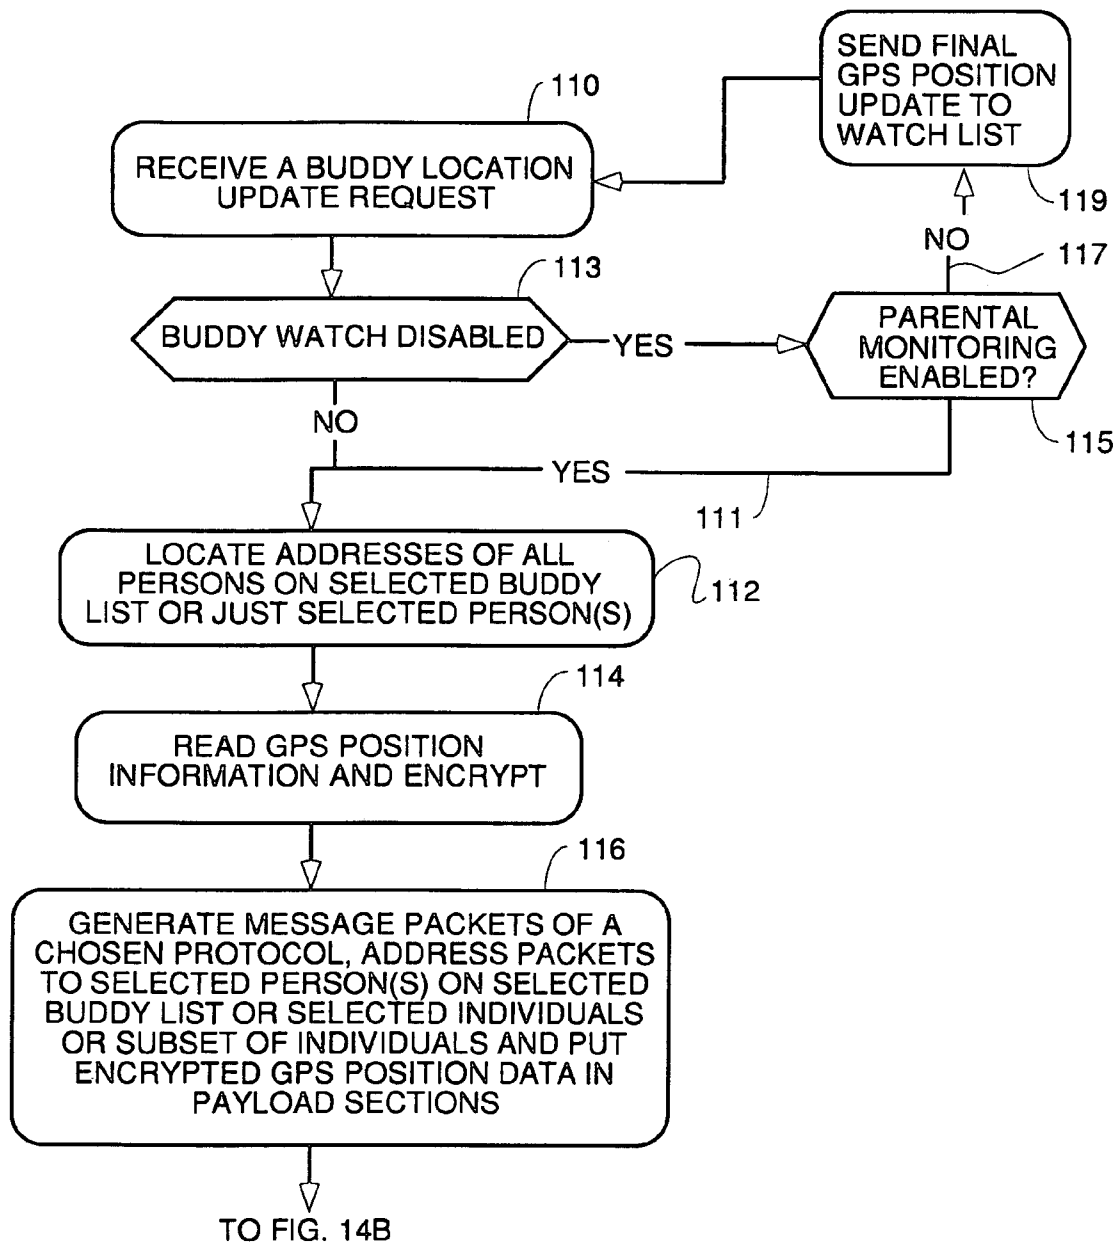 SEND FINAL
GPS POSITION
UPDATE TO
WATCH LIST
119
110
RECEIVE A BUDDY LOCATION
UPDATE REQUEST
NO
117
113
BUDDY WATCH DISABLED
YES
PARENTAL
MONITORING
ENABLED?
115
NO
YES
111
LOCATE ADDRESSES OF ALL
PERSONS ON SELECTED BUDDY
LIST OR JUST SELECTED PERSON(S)
112
114
READ GPS POSITION
INFORMATION AND ENCRYPT
116
GENERATE MESSAGE PACKETS OF A
CHOSEN PROTOCOL, ADDRESS PACKETS
TO SELECTED PERSON(S) ON SELECTED
BUDDY LIST OR SELECTED INDIVIDUALS
OR SUBSET OF INDIVIDUALS AND PUT
ENCRYPTED GPS POSITION DATA IN
PAYLOAD SECTIONS
TO FIG. 14B